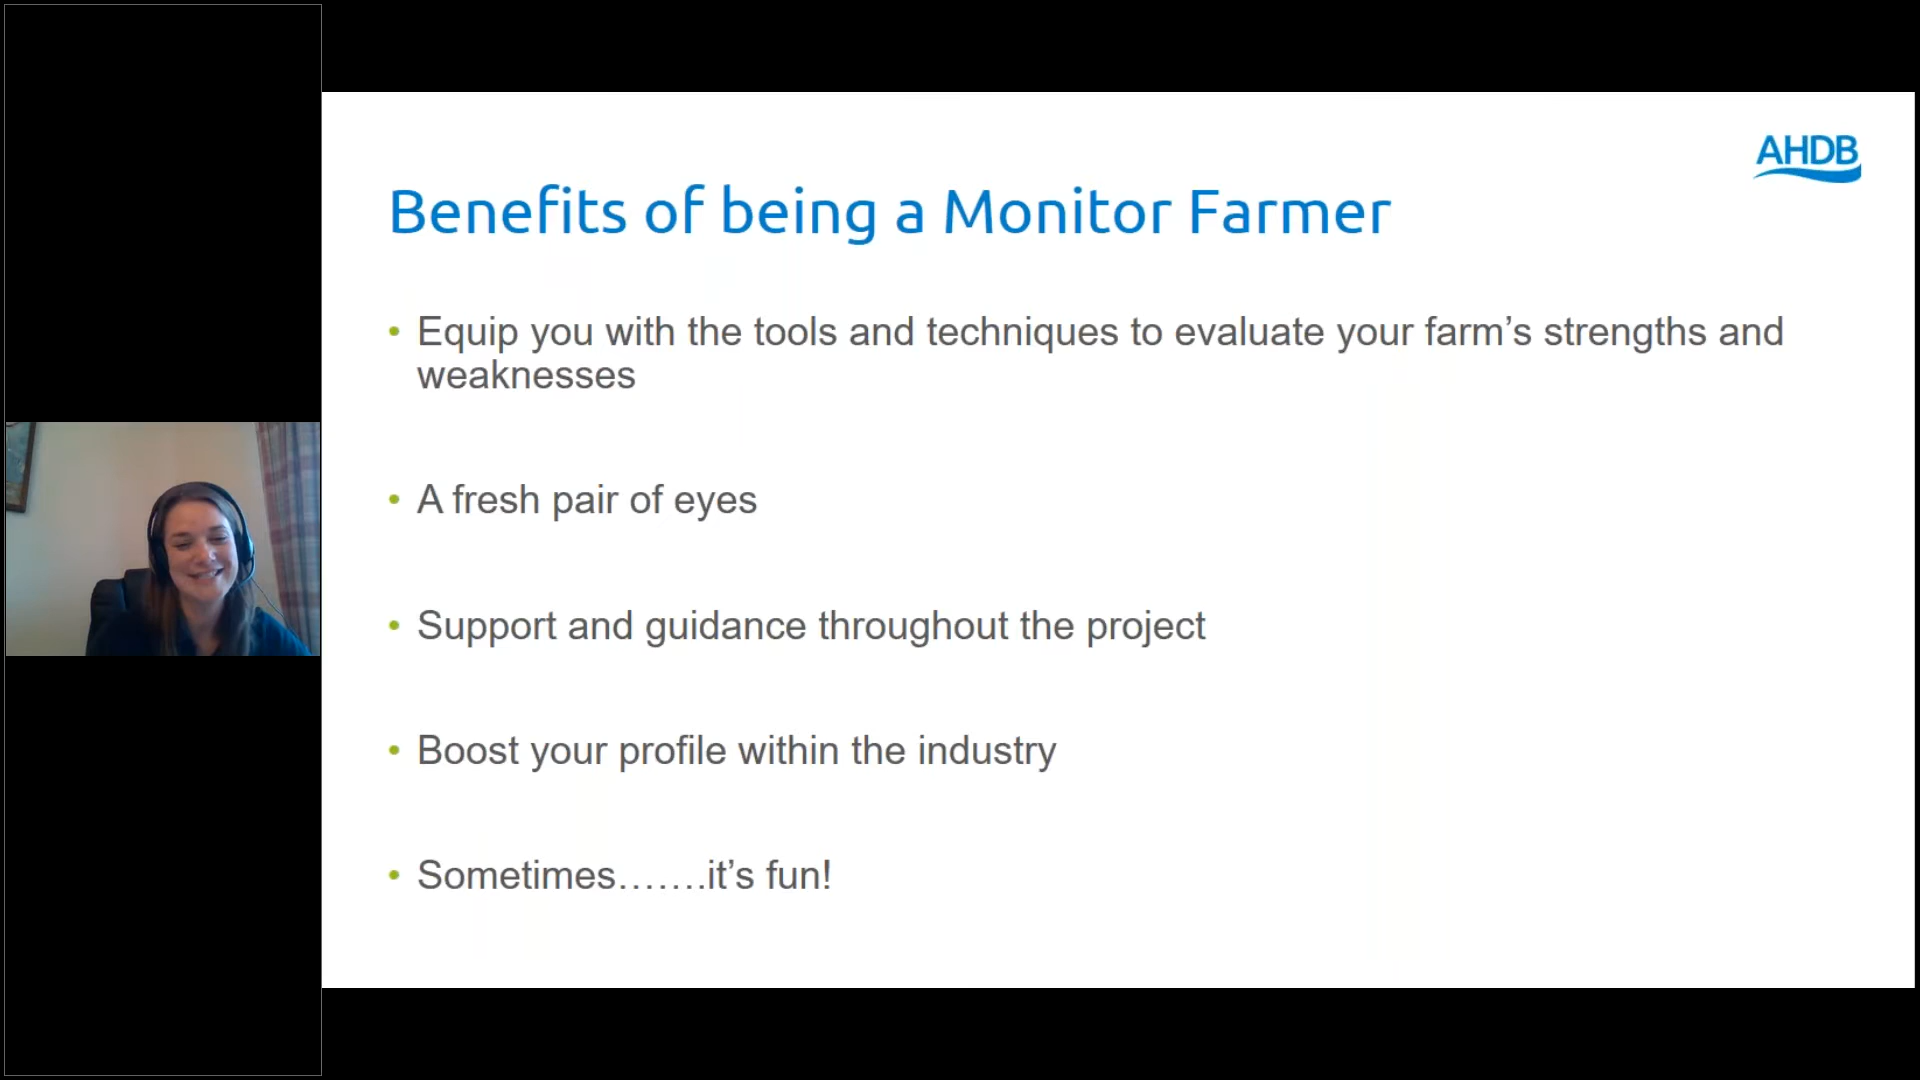 AHDB
Benefits of being a Monitor Farmer
• Equip you with the tools and techniques to evaluate your farm’s strengths and
weaknesses
• A fresh pair of eyes
• Support and guidance throughout the project
• Boost your profile within the industry
• Sometimes…….it’s fun!